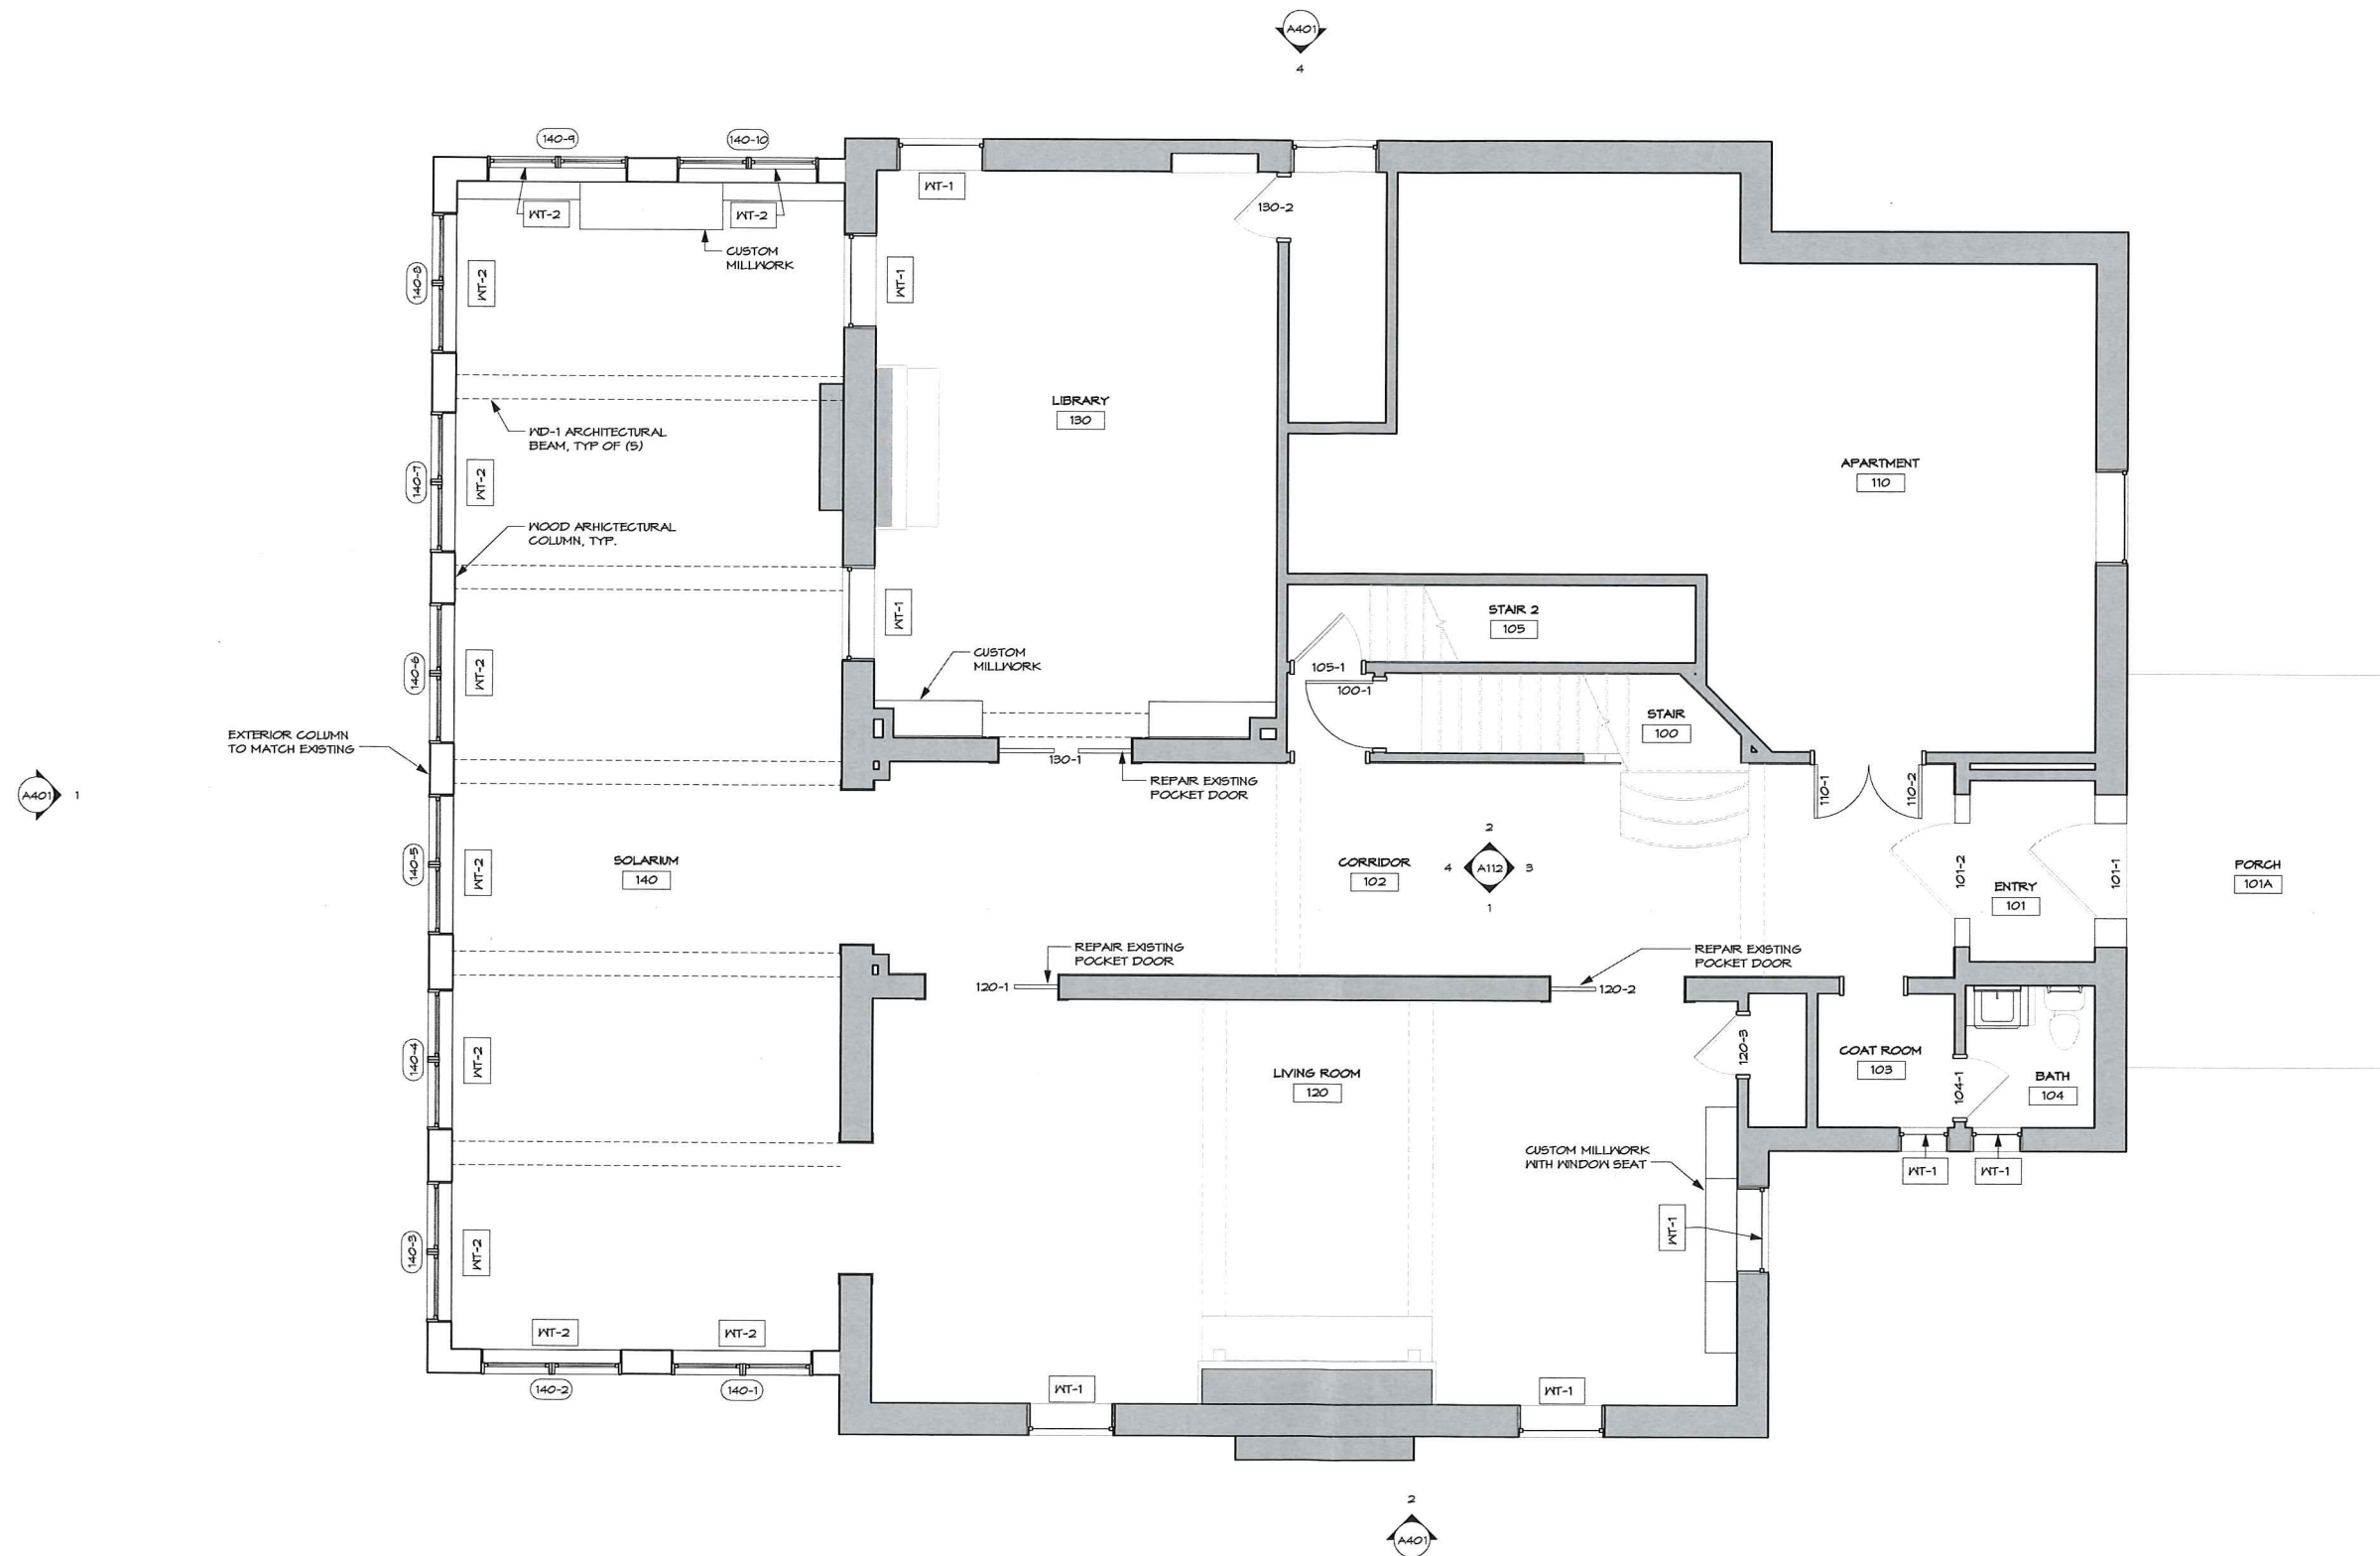 A401
4
140-9
140-10
WT-1
WT-2
WT-2
130-2
CUSTOM
MILLWORK
140-8
WT-2
WT-1
LIBRARY
130
WD-1 ARCHITECTURAL
BEAM, TYP OF (5)
140-7
WT-2
APARTMENT
110
WOOD ARHICTECTURAL
COLUMN, TYP.
WT-1
STAIR 2
105
140-6
WT-2
CUSTOM
MILLWORK
105-1
100-1
STAIR
100
EXTERIOR COLUMN
TO MATCH EXISTING
130-1
REPAIR EXISTING
POCKET DOOR
110-1
110-2
A401
1
140-5
WT-2
SOLARIUM
140
CORRIDOR
102
2
4
A112
3
1
101-2
ENTRY
101
101-1
PORCH
101A
REPAIR EXISTING
POCKET DOOR
REPAIR EXISTING
POCKET DOOR
120-1
120-2
140-4
WT-2
LIVING ROOM
120
120-3
COAT ROOM
103
104-1
BATH
104
CUSTOM MILLWORK
WITH WINDOW SEAT
WT-1
WT-1
WT-1
140-3
WT-2
WT-2
WT-2
140-2
140-1
WT-1
WT-1
2
A401